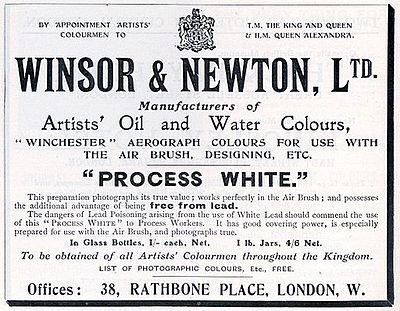 BY APPOINTMENT ARTISTS'
COLOURMEN TO
T.M. THE KING AND QUEEN
& H.M. QUEEN ALEXANDRA.
WINSOR & NEWTON, LTD.
Manufacturers of
Artists' Oil and Water Colours,
"WINCHESTER" AEROGRAPH COLOURS FOR USE WITH
THE AIR BRUSH, DESIGNING, ETC.
"PROCESS WHITE."
This preparation photographs its true value; works perfectly in the Air Brush; and possesses
the additional advantage of being free from lead.
The dangers of Lead Poisoning arising from the use of White Lead should commend the use
of this "PROCESS WHITE" to Process Workers. It has good covering power, is especially
prepared for use with the Air Brush, and photographs true.
In Glass Bottles, 1/- each, Net. 1 lb. Jars, 4/6 Net.
To be obtained of all Artists' Colourmen throughout the Kingdom.
LIST OF PHOTOGRAPHIC COLOURS, Etc., FREE.
Offices: 38, RATHBONE PLACE, LONDON, W.